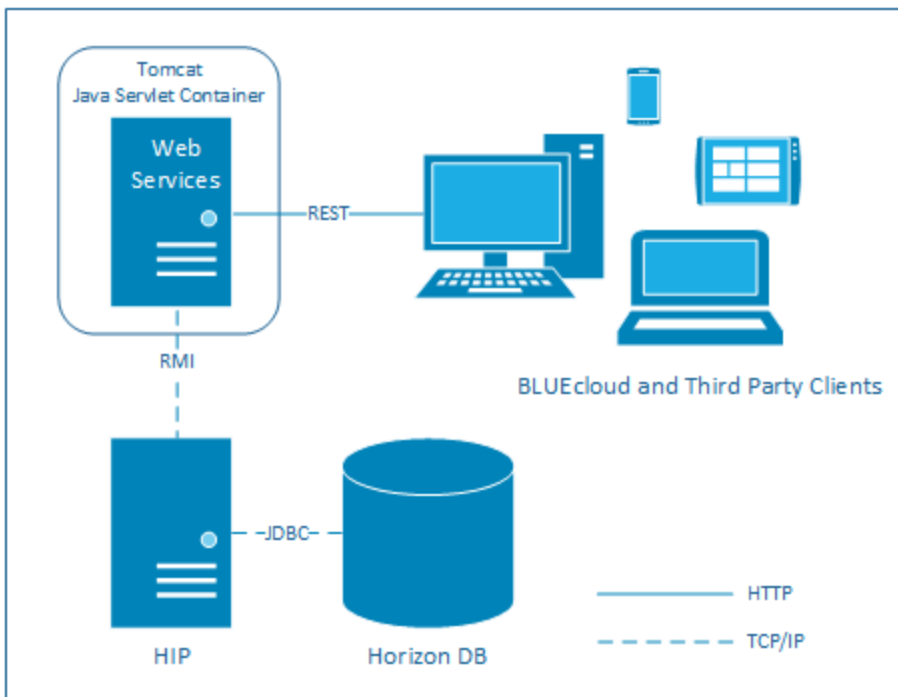 Tomcat
Java Servlet Container
Web
Services
REST
RMI
BLUEcloud and Third Party Clients
JDBC
HTTP
TCP/IP
HIP
Horizon DB